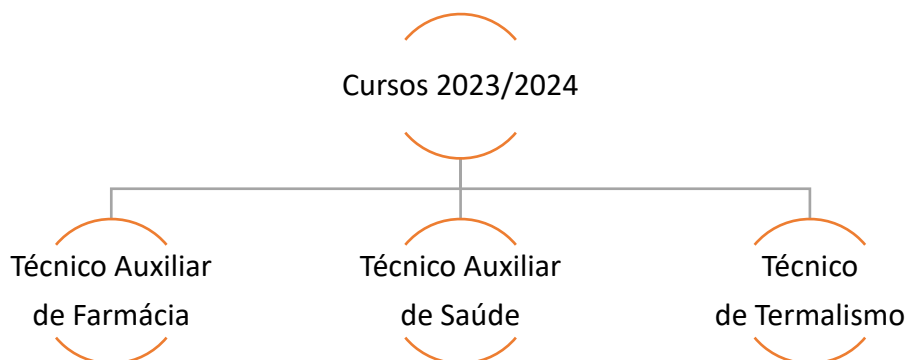 Cursos 2023/2024
Técnico Auxiliar
de Farmácia
Técnico Auxiliar
de Saúde
Técnico
de Termalismo